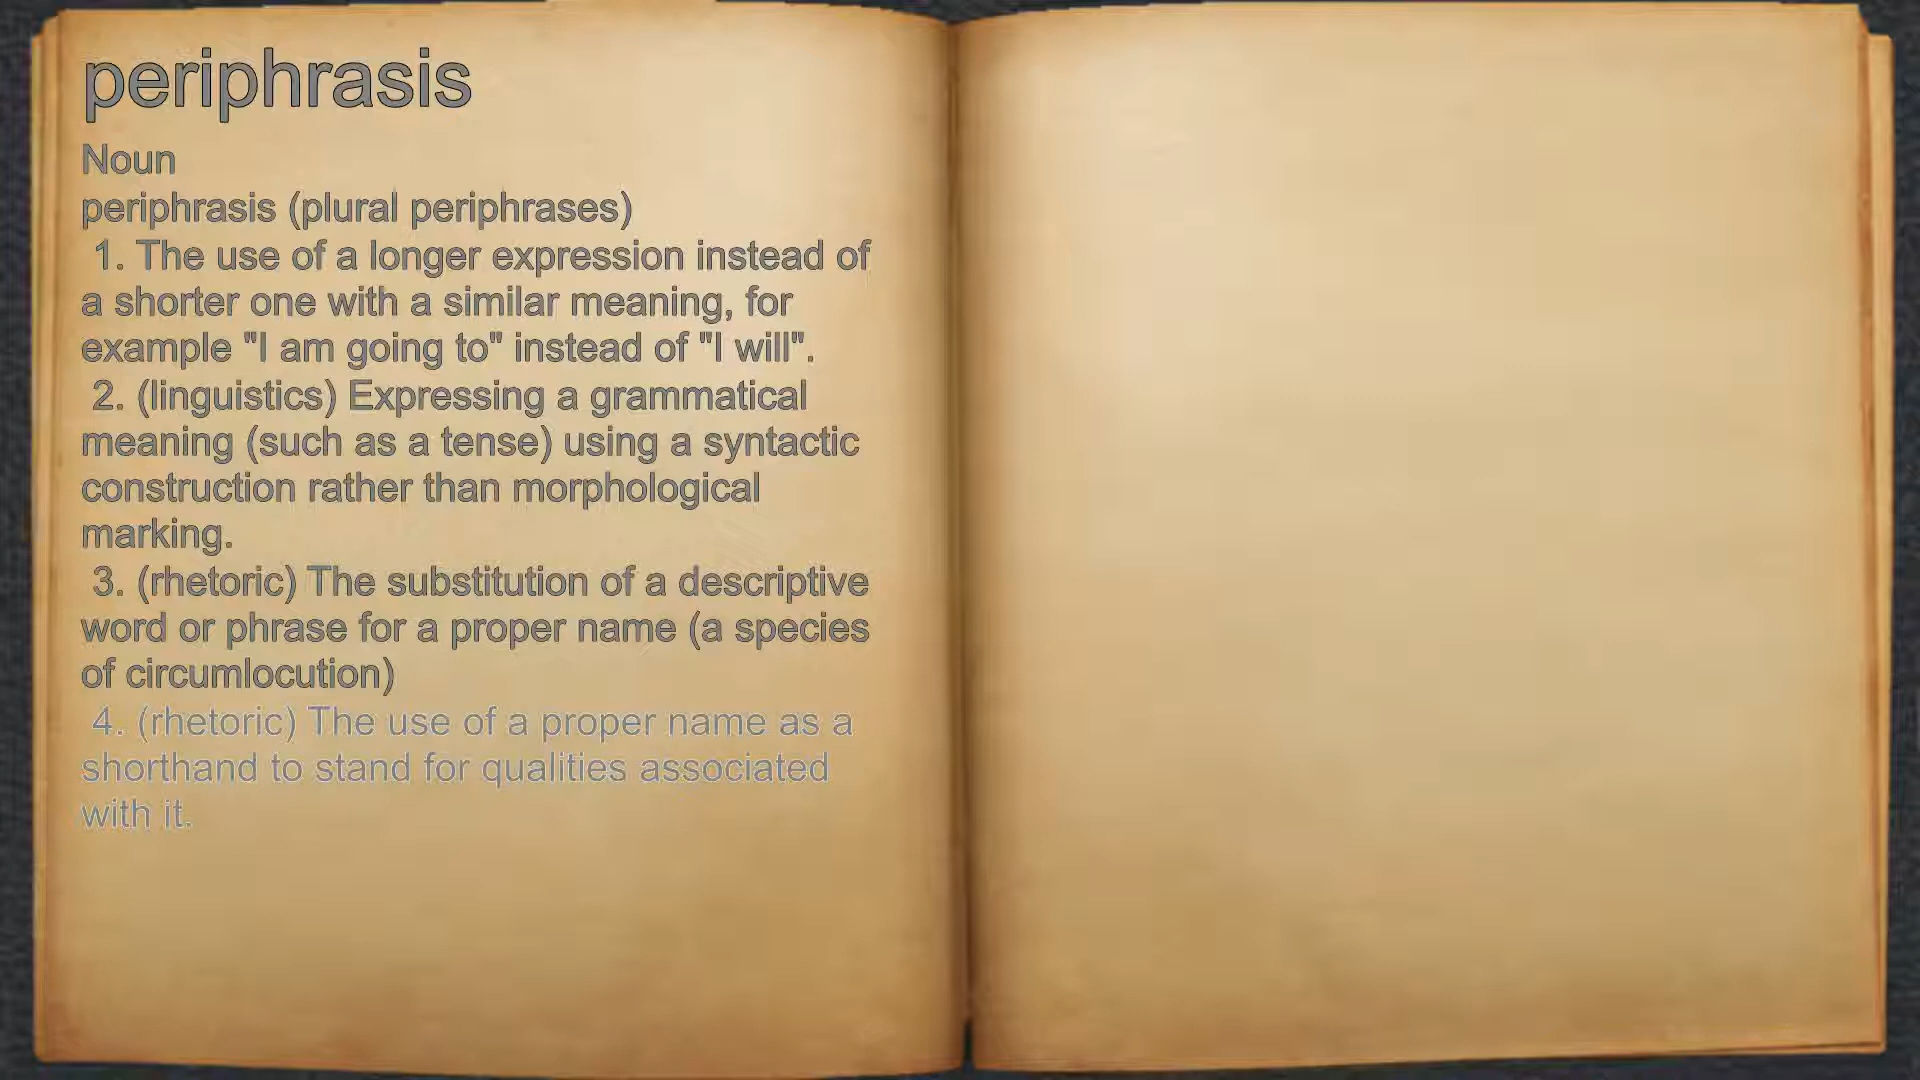 periphrasis
Noun
periphrasis (plural periphrases)
1. The use of a longer expression instead of
a shorter one with a similar meaning, for
example "I am going to" instead of "I will".
2. (linguistics) Expressing a grammatical
meaning (such as a tense) using a syntactic
construction rather than morphological
marking.
3. (rhetoric) The substitution of a descriptive
word or phrase for a proper name (a species
of circumlocution)
4. (rhetoric) The use of a proper name as a
shorthand to stand for qualities associated
with it.